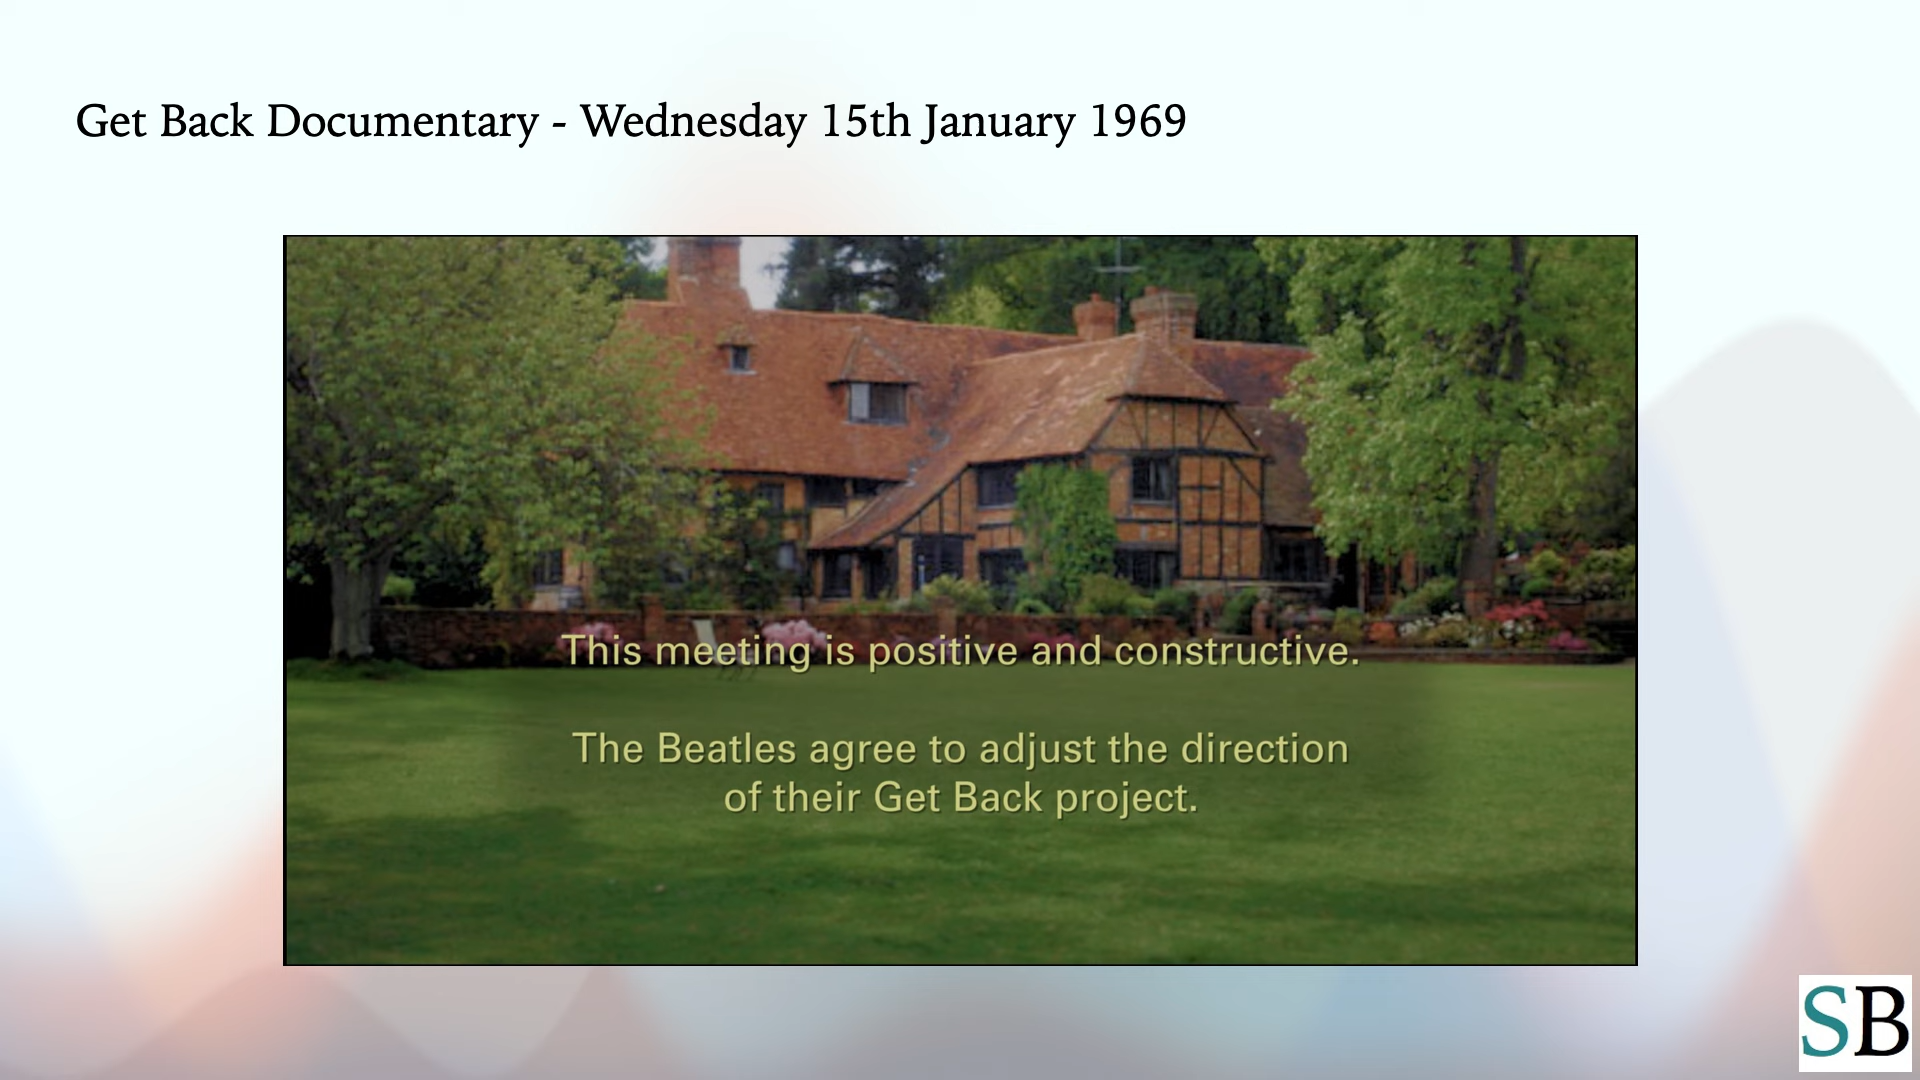 Get Back Documentary - Wednesday 15th January 1969
This meeting is positive and constructive.
The Beatles agree to adjust the direction
of their Get Back project.
SB